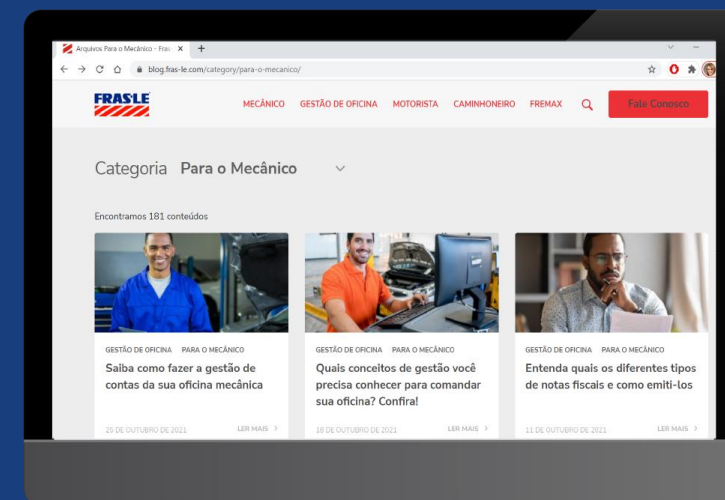 Arquivos Para o Mecânico - Fras
blog.fras-le.com/category/para-o-mecanico/
FRAS-LE
MECÂNICO GESTÃO DE OFICINA MOTORISTA CAMINHONEIRO FREMAX Fale Conosco
Categoria Para o Mecânico
Encontramos 181 conteúdos
GESTÃO DE OFICINA PARA O MECÂNICO
Saiba como fazer a gestão de
contas da sua oficina mecânica
25 DE OUTUBRO DE 2021 LER MAIS
GESTÃO DE OFICINA PARA O MECÂNICO
Quais conceitos de gestão você
precisa conhecer para comandar
sua oficina? Confira!
18 DE OUTUBRO DE 2021 LER MAIS
GESTÃO DE OFICINA PARA O MECÂNICO
Entenda quais os diferentes tipos
de notas fiscais e como emiti-los
11 DE OUTUBRO DE 2021 LER MAIS